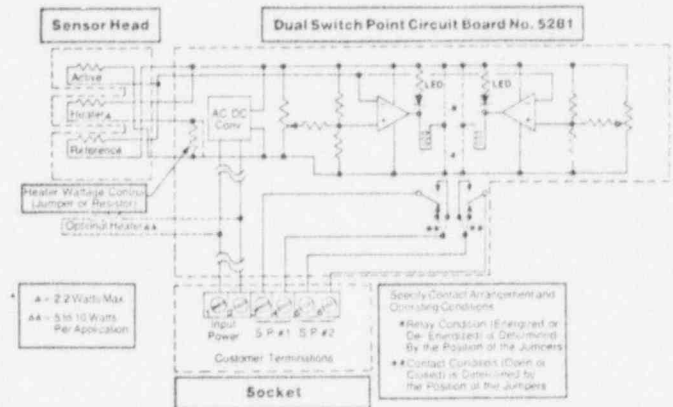 Sensor Head
Dual Switch Point Circuit Board No. 52B1
Active
Heater▲
Reference
AC DC
Conv.
LED
LED
Heater Wattage Control
(Jumper or Resistor)
Optional Heater▲▲
▲ = 2.2 Watts Max.
▲▲ = 5 to 10 Watts
Per Application
Input
Power
S.P. #1
S.P. #2
Customer Terminations
Socket
Specify Contact Arrangement and
Operating Conditions
*Relay Condition (Energized or
De-Energized) is Determined
By the Position of the Jumpers
**Contact Condition (Open or
Closed) is Determined by
the Position of the Jumpers